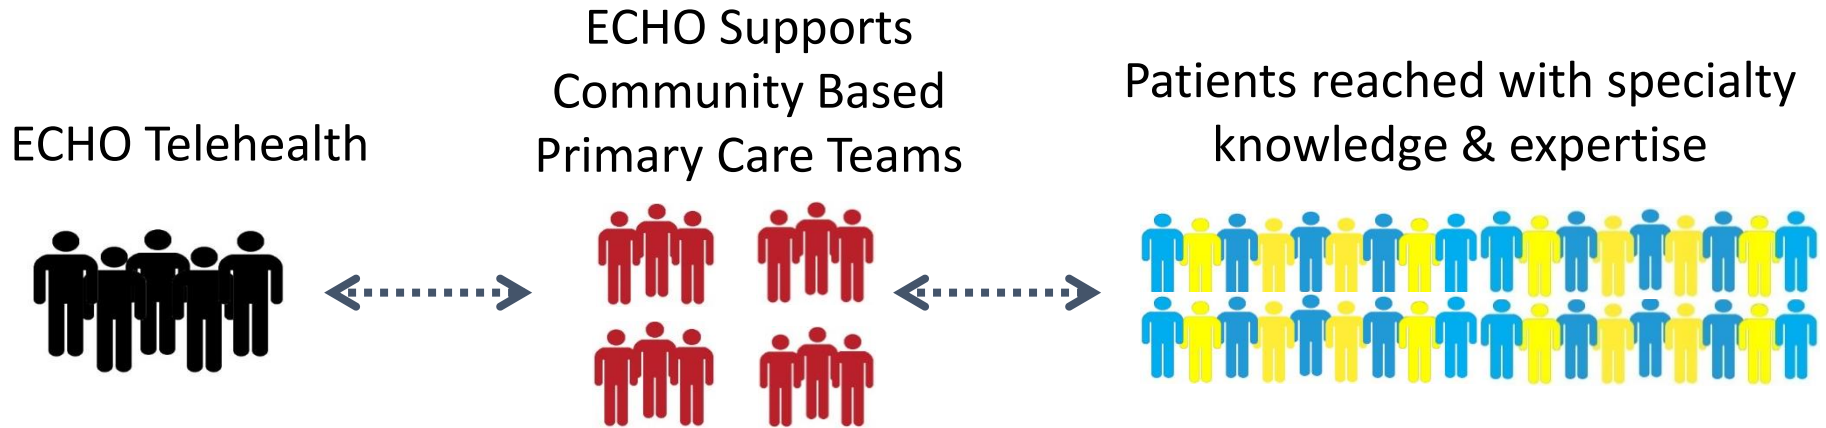 ECHO Telehealth
ECHO Supports
Community Based
Primary Care Teams
Patients reached with specialty
knowledge & expertise